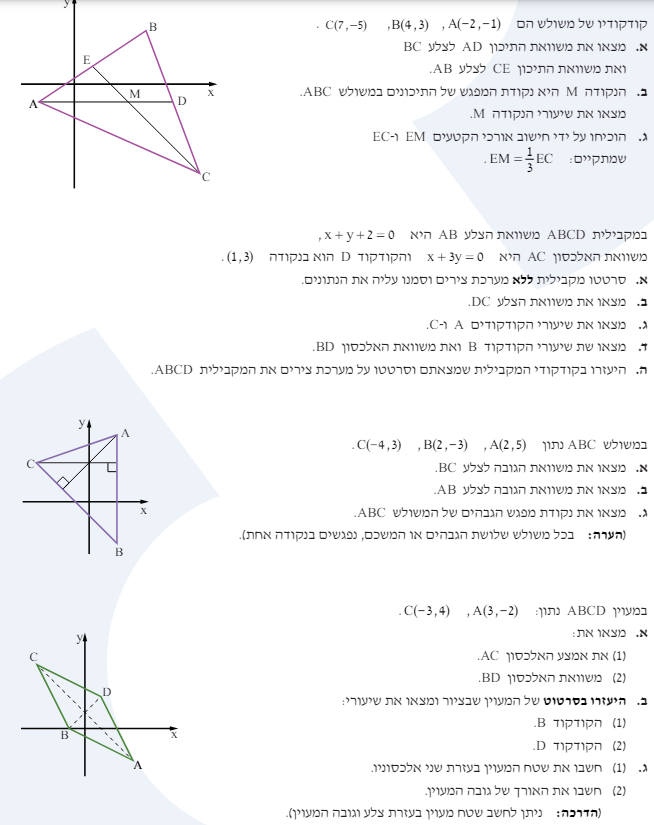 קודקודיו של משולש הם A(-2,-1) , B(4,3) , C(7,-5) .
א. מצאו את משוואת התיכון AD לצלע BC
ואת משוואת התיכון CE לצלע AB.
ב. הנקודה M היא נקודת המפגש של התיכונים במשולש ABC.
מצאו את שיעורי הנקודה M.
ג. הוכיחו על ידי חישוב אורכי הקטעים EM ו-EC
שמתקיים: EM = 1/3 EC .
y
B
E
x
A
M
D
C
במקבילית ABCD משוואת הצלע AB היא x + y + 2 = 0 ,
משוואת האלכסון AC היא x + 3y = 0 והקודקוד D הוא בנקודה (1,3) .
א. סרטטו מקבילית ללא מערכת צירים וסמנו עליה את הנתונים.
ב. מצאו את משוואת הצלע DC.
ג. מצאו את שיעורי הקודקודים A ו-C.
ד. מצאו שת שיעורי הקודקוד B ואת משוואת האלכסון BD.
ה. היעזרו בקודקודי המקבילית שמצאתם וסרטטו על מערכת צירים את המקבילית ABCD.
במשולש ABC נתון A(2,5) , B(2,-3) , C(-4,3) .
א. מצאו את משוואת הגובה לצלע BC.
ב. מצאו את משוואת הגובה לצלע AB.
ג. מצאו את נקודת מפגש הגבהים של המשולש ABC.
(הערה: בכל משולש שלושת הגבהים או המשכם, נפגשים בנקודה אחת).
y
A
C
x
B
במעוין ABCD נתון: A(3,-2) , C(-3,4) .
א. מצאו את:
(1) את אמצע האלכסון AC.
(2) משוואת האלכסון BD.
ב. היעזרו בסרטוט של המעוין שבציור ומצאו את שיעורי:
(1) הקודקוד B.
(2) הקודקוד D.
ג. (1) חשבו את שטח המעוין בעזרת שני אלכסוניו.
(2) חשבו את האורך של גובה המעוין.
(הדרכה: ניתן לחשב שטח מעוין בעזרת צלע וגובה המעוין).
y
C
D
B
x
A